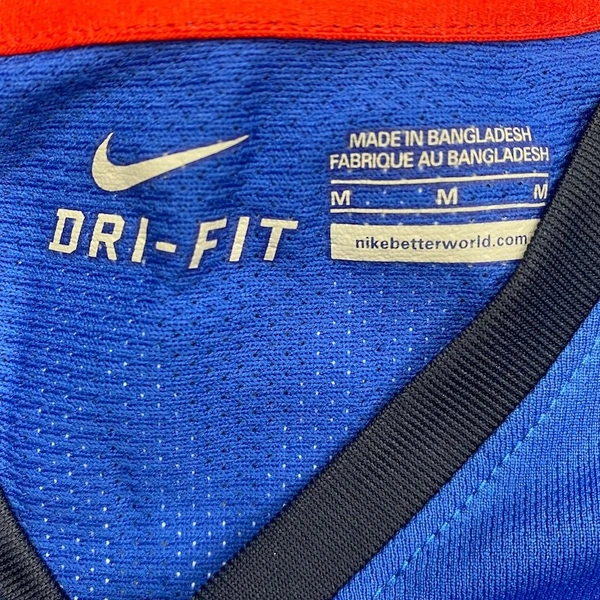 DRI-FIT
MADE IN BANGLADESH
FABRIQUE AU BANGLADESH
M M M
nikebetterworld.com